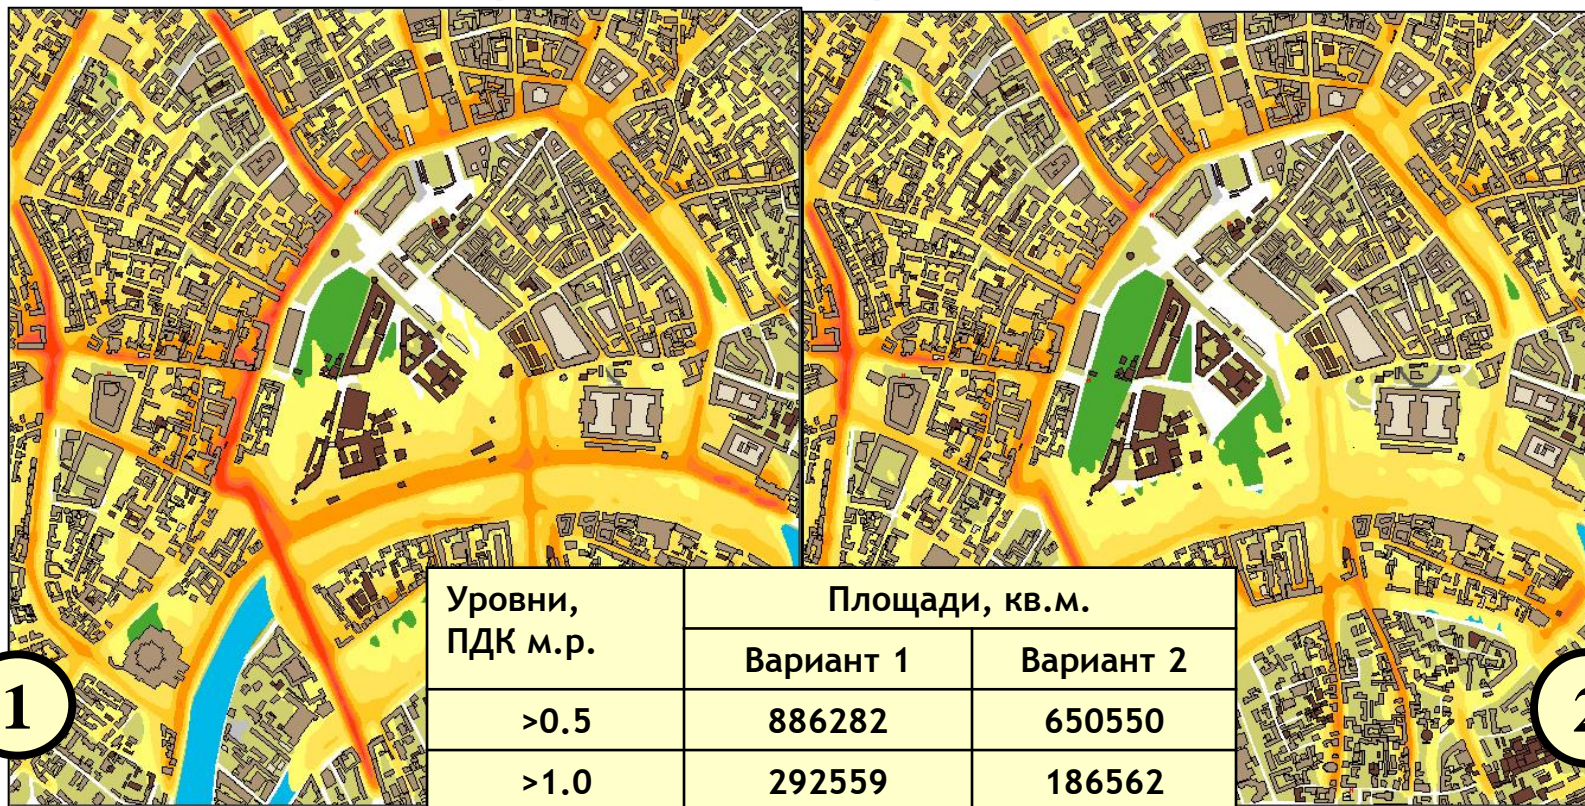 Уровни, ПДК м.р.
Площади, кв.м.
Вариант 1
Вариант 2
>0.5
886282
650550
>1.0
292559
186562
1
2